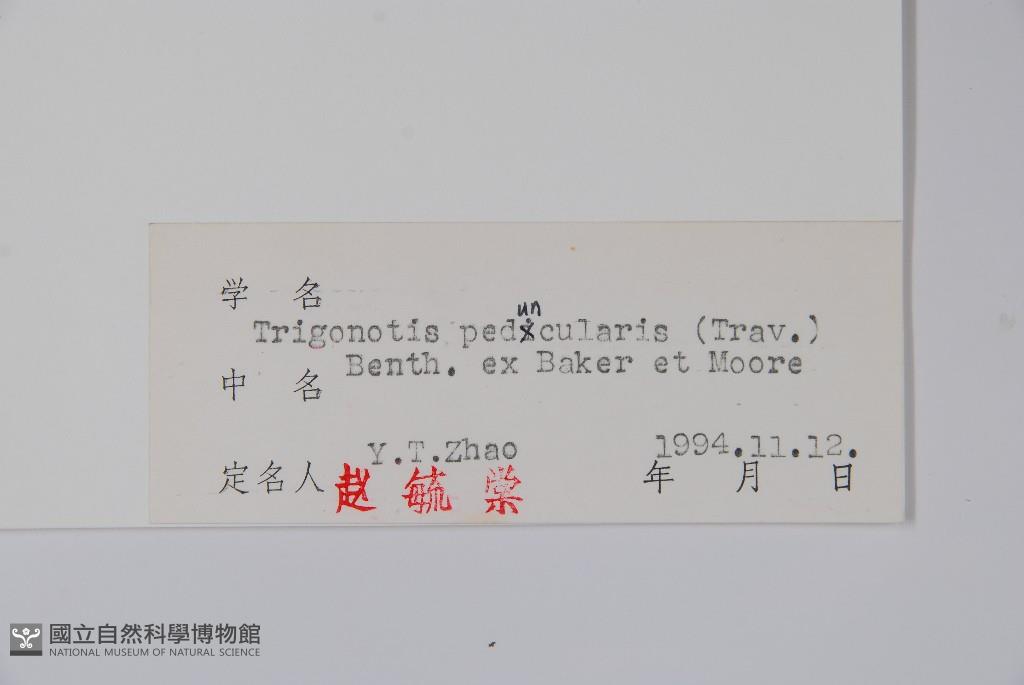 学 名
Trigonotis peduncularis (Trav.)
Benth. ex Baker et Moore
中 名
Y.T.Zhao 1994.11.12.
定名人 赵毓棠 年 月 日
國立自然科學博物館
NATIONAL MUSEUM OF NATURAL SCIENCE